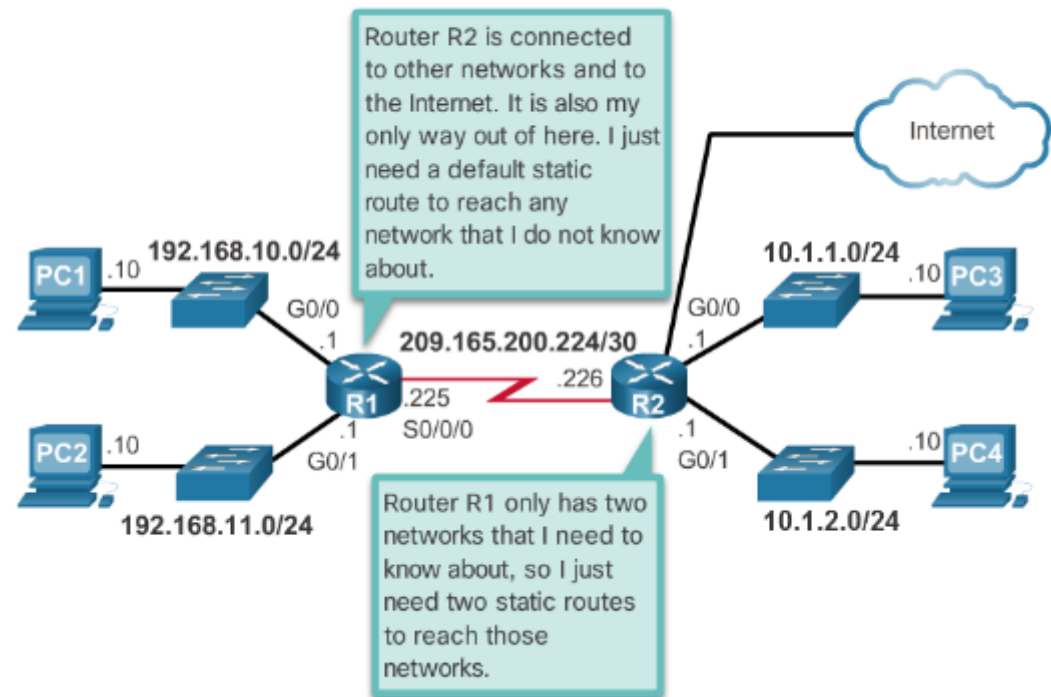 Router R2 is connected
to other networks and to
the Internet. It is also my
only way out of here. I just
need a default static
route to reach any
network that I do not know
about.
Internet
192.168.10.0/24
10.1.1.0/24
PC1
.10
.10
PC3
G0/0
G0/0
.1
209.165.200.224/30
.1
R1
.225
.226
R2
S0/0/0
PC2
.10
.1
G0/1
.1
G0/1
.10
PC4
192.168.11.0/24
10.1.2.0/24
Router R1 only has two
networks that I need to
know about, so I just
need two static routes
to reach those
networks.